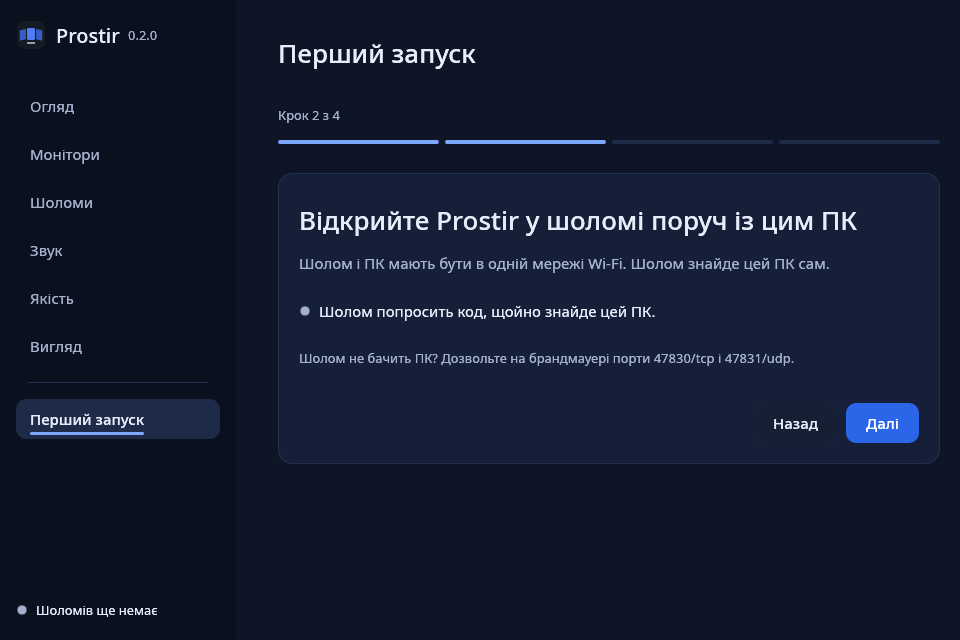 Prostir 0.2.0
Огляд
Монітори
Шоломи
Звук
Якість
Вигляд
Перший запуск
Шоломів ще немає
Перший запуск
Крок 2 з 4
Відкрийте Prostir у шоломі поруч із цим ПК
Шолом і ПК мають бути в одній мережі Wi-Fi. Шолом знайде цей ПК сам.
Шолом попросить код, щойно знайде цей ПК.
Шолом не бачить ПК? Дозвольте на брандмауері порти 47830/tcp і 47831/udp.
Назад
Далі